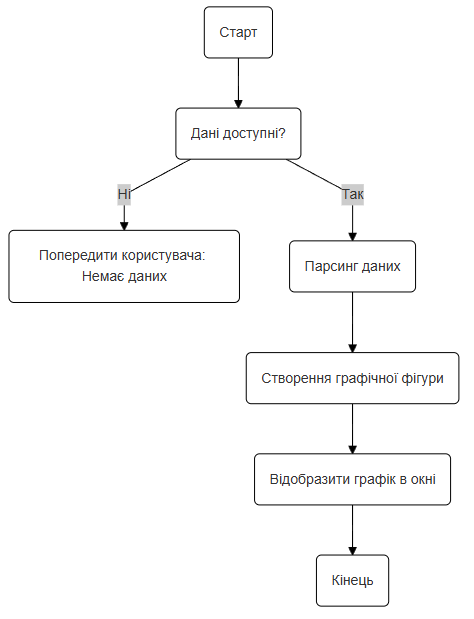 Старт
Дані доступні?
Ні
Так
Попередити користувача:
Немає даних
Парсинг даних
Створення графічної фігури
Відобразити графік в окні
Кінець